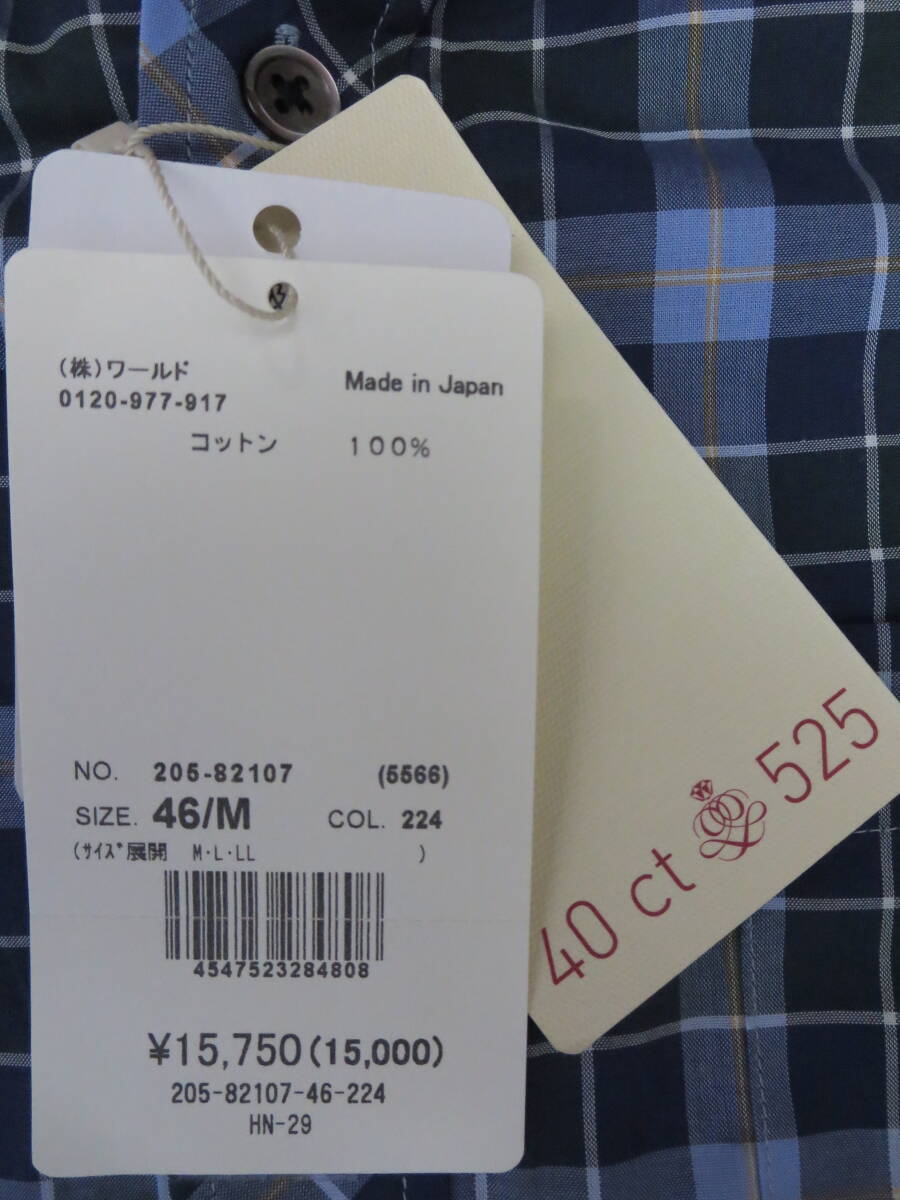 (株)ワールド
Made in Japan
0120-977-917
コットン 100%
NO. 205-82107 (5566)
SIZE. 46/M COL. 224
(ｻｲｽﾞ展開 M・L・LL )
4547523284808
¥15,750(15,000)
205-82107-46-224
HN-29
40 ct 525